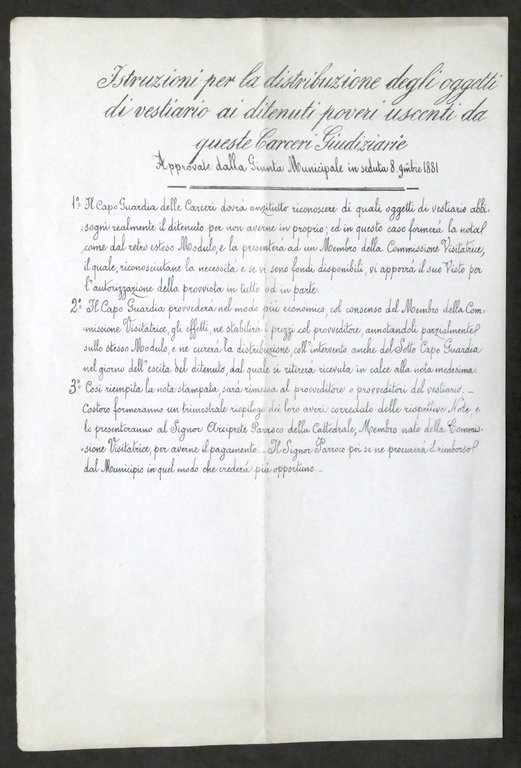 Istruzioni per la distribuzione degli oggetti
di vestiario ai ditenuti poveri uscenti da
queste Carceri Giudiziarie
Approvate dalla Giunta Municipale in seduta 8. 9mbre 1881
1° Il Capo Guardia delle Carceri dovrà anzitutto riconoscere di quali oggetti di vestiario abbi-
sogni realmente il ditenuto per non averne in proprio; ed in questo caso formerà la nota
come dal retro esteso Modulo, e la presenterà ad un Membro della Commissione Visitatrice,
il quale, riconosciutane la necessità e se vi sono fondi disponibili, vi apporrà il suo Visto per
l'autorizzazione della provvista in tutto od in parte.
2° Il Capo Guardia provvederà nel modo più economico, col consenso del Membro della Com-
missione Visitatrice, gli effetti, ne stabilirà i prezzi col provveditore, annotandoli parzialmente
sullo stesso Modulo, e ne curerà la distribuzione, coll'intervento anche del Sotto Capo Guardia
nel giorno dell'escita del ditenuto, dal quale si ritirerà ricevuta in calce alla nota medesima.
3° Così riempita la nota stampata, sarà rimessa al provveditore o provveditori del vestiario. _
Costoro formeranno un trimestrale riepilogo dei loro averi corredato delle rispettive Note e
lo presenteranno al Signor Arciprete Parroco della Cattedrale, Membro nato della Commis-
sione Visitatrice, per averne il pagamento. _ Il Signor Parroco poi se ne procurerà il rimborso
dal Municipio in quel modo che crederà più opportuno. _